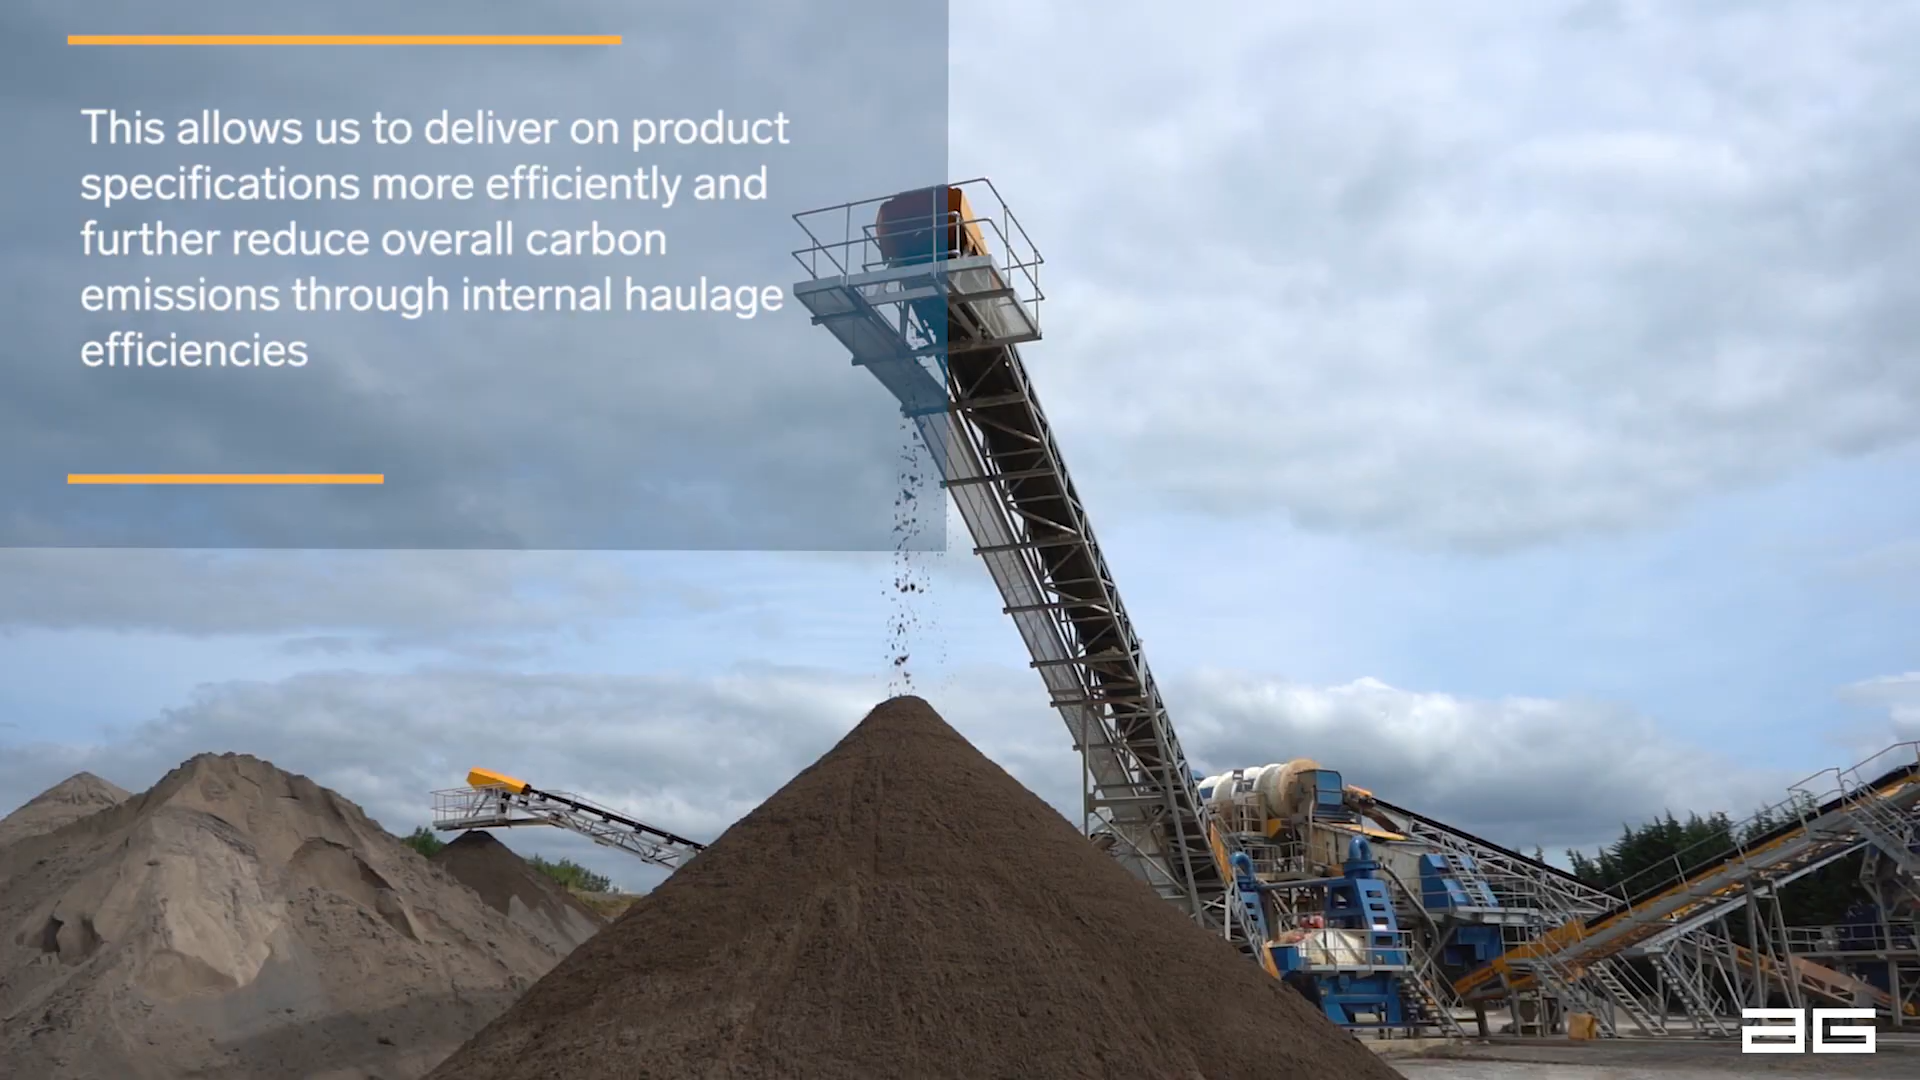 This allows us to deliver on product
specifications more efficiently and
further reduce overall carbon
emissions through internal haulage
efficiencies
AG